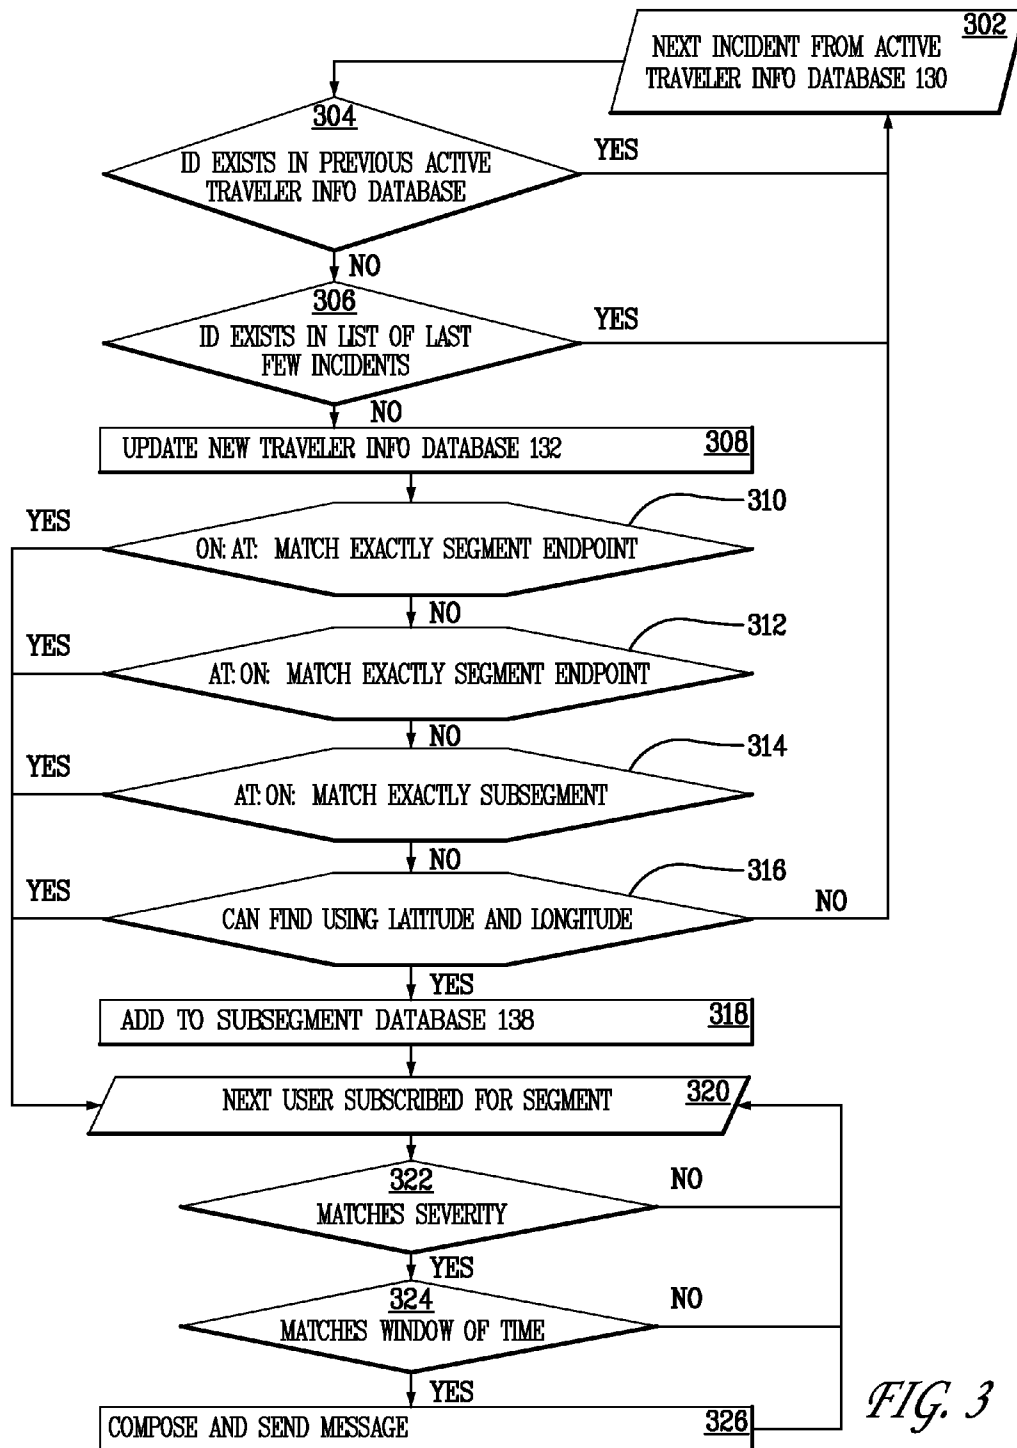 302
NEXT INCIDENT FROM ACTIVE
TRAVELER INFO DATABASE 130
304
ID EXISTS IN PREVIOUS ACTIVE
TRAVELER INFO DATABASE
YES
NO
306
ID EXISTS IN LIST OF LAST
FEW INCIDENTS
YES
NO
UPDATE NEW TRAVELER INFO DATABASE 132
308
310
YES
ON: AT: MATCH EXACTLY SEGMENT ENDPOINT
NO
312
YES
AT: ON: MATCH EXACTLY SEGMENT ENDPOINT
NO
314
YES
AT: ON: MATCH EXACTLY SUBSEGMENT
NO
316
YES
CAN FIND USING LATITUDE AND LONGITUDE
NO
YES
ADD TO SUBSEGMENT DATABASE 138
318
NEXT USER SUBSCRIBED FOR SEGMENT
320
322
MATCHES SEVERITY
NO
YES
324
MATCHES WINDOW OF TIME
NO
YES
COMPOSE AND SEND MESSAGE
326
FIG. 3